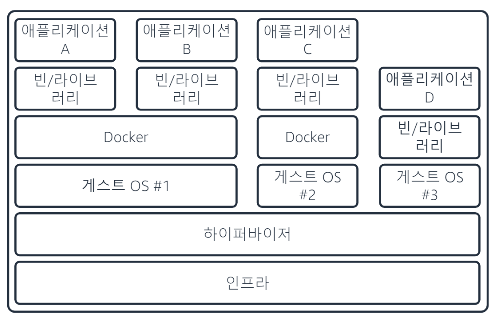 애플리케이션
A
애플리케이션
B
애플리케이션
C
빈/라이브
러리
빈/라이브
러리
빈/라이브
러리
애플리케이션
D
Docker
Docker
빈/라이브
러리
게스트 OS #1
게스트 OS
#2
게스트 OS
#3
하이퍼바이저
인프라